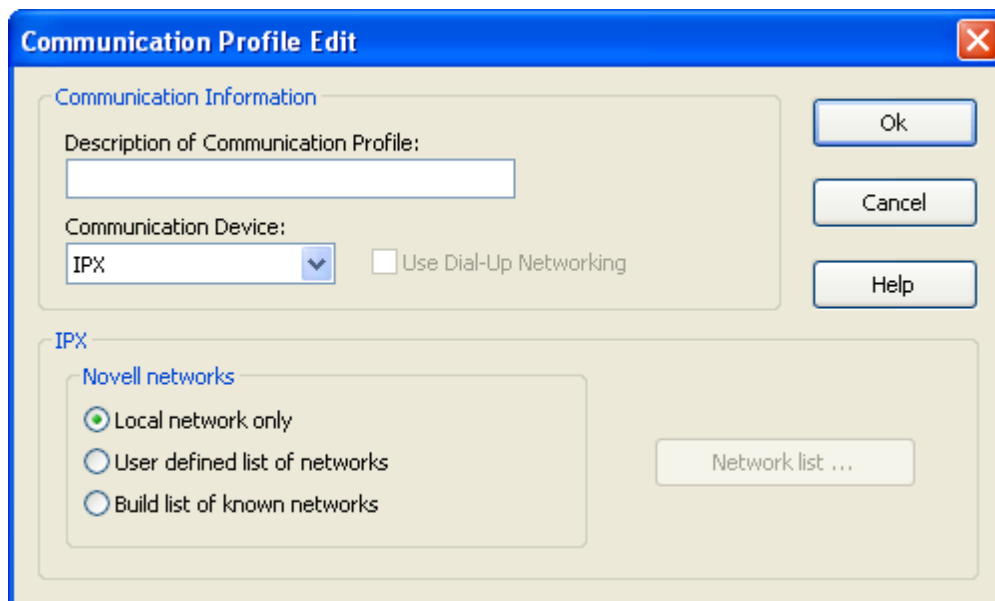 Communication Profile Edit
Communication Information
Description of Communication Profile:
Communication Device:
IPX
Use Dial-Up Networking
Ok
Cancel
Help
IPX
Novell networks
Local network only
User defined list of networks
Build list of known networks
Network list ...